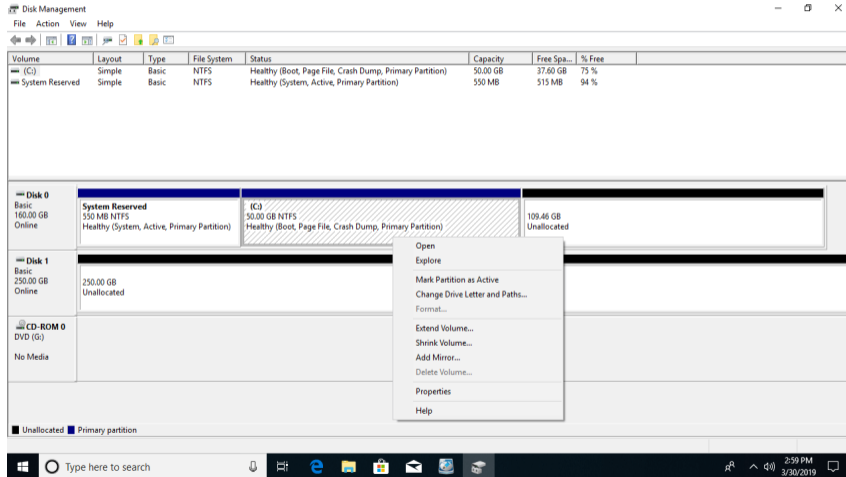 Disk Management
File Action View Help
Volume Layout Type File System Status Capacity Free Spa... % Free
(C:) Simple Basic NTFS Healthy (Boot, Page File, Crash Dump, Primary Partition) 50.00 GB 37.60 GB 75 %
System Reserved Simple Basic NTFS Healthy (System, Active, Primary Partition) 550 MB 515 MB 94 %
Disk 0
Basic
160.00 GB
Online
System Reserved
550 MB NTFS
Healthy (System, Active, Primary Partition)
(C:)
50.00 GB NTFS
Healthy (Boot, Page File, Crash Dump, Primary Partition)
109.46 GB
Unallocated
Disk 1
Basic
250.00 GB
Online
250.00 GB
Unallocated
CD-ROM 0
DVD (G:)
No Media
Open
Explore
Mark Partition as Active
Change Drive Letter and Paths...
Format...
Extend Volume...
Shrink Volume...
Add Mirror...
Delete Volume...
Properties
Help
Unallocated Primary partition
Type here to search
2:59 PM
3/30/2019